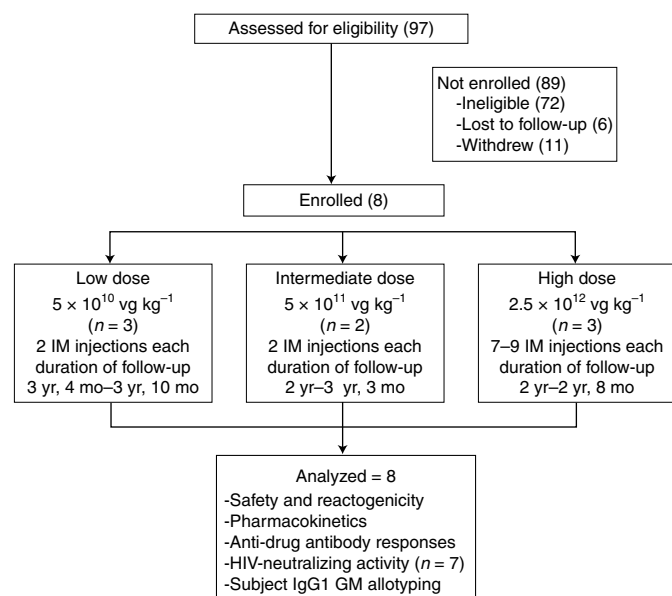 Assessed for eligibility (97)
Not enrolled (89)
-Ineligible (72)
-Lost to follow-up (6)
-Withdrew (11)
Enrolled (8)
Low dose
5 × 10¹⁰ vg kg⁻¹
(n = 3)
2 IM injections each
duration of follow-up
3 yr, 4 mo–3 yr, 10 mo
Intermediate dose
5 × 10¹¹ vg kg⁻¹
(n = 2)
2 IM injections each
duration of follow-up
2 yr–3 yr, 3 mo
High dose
2.5 × 10¹² vg kg⁻¹
(n = 3)
7–9 IM injections each
duration of follow-up
2 yr–2 yr, 8 mo
Analyzed = 8
-Safety and reactogenicity
-Pharmacokinetics
-Anti-drug antibody responses
-HIV-neutralizing activity (n = 7)
-Subject IgG1 GM allotyping